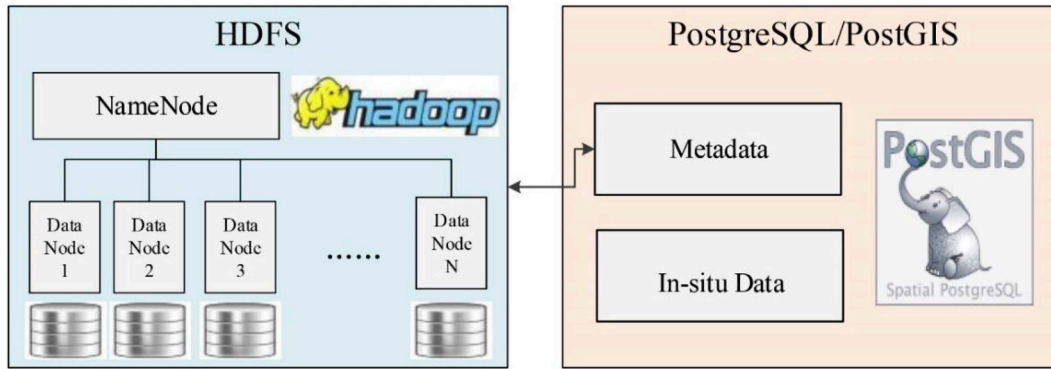 HDFS
NameNode
hadoop
Data
Node
1
Data
Node
2
Data
Node
3
......
Data
Node
N
PostgreSQL/PostGIS
Metadata
In-situ Data
PostGIS
Spatial PostgreSQL